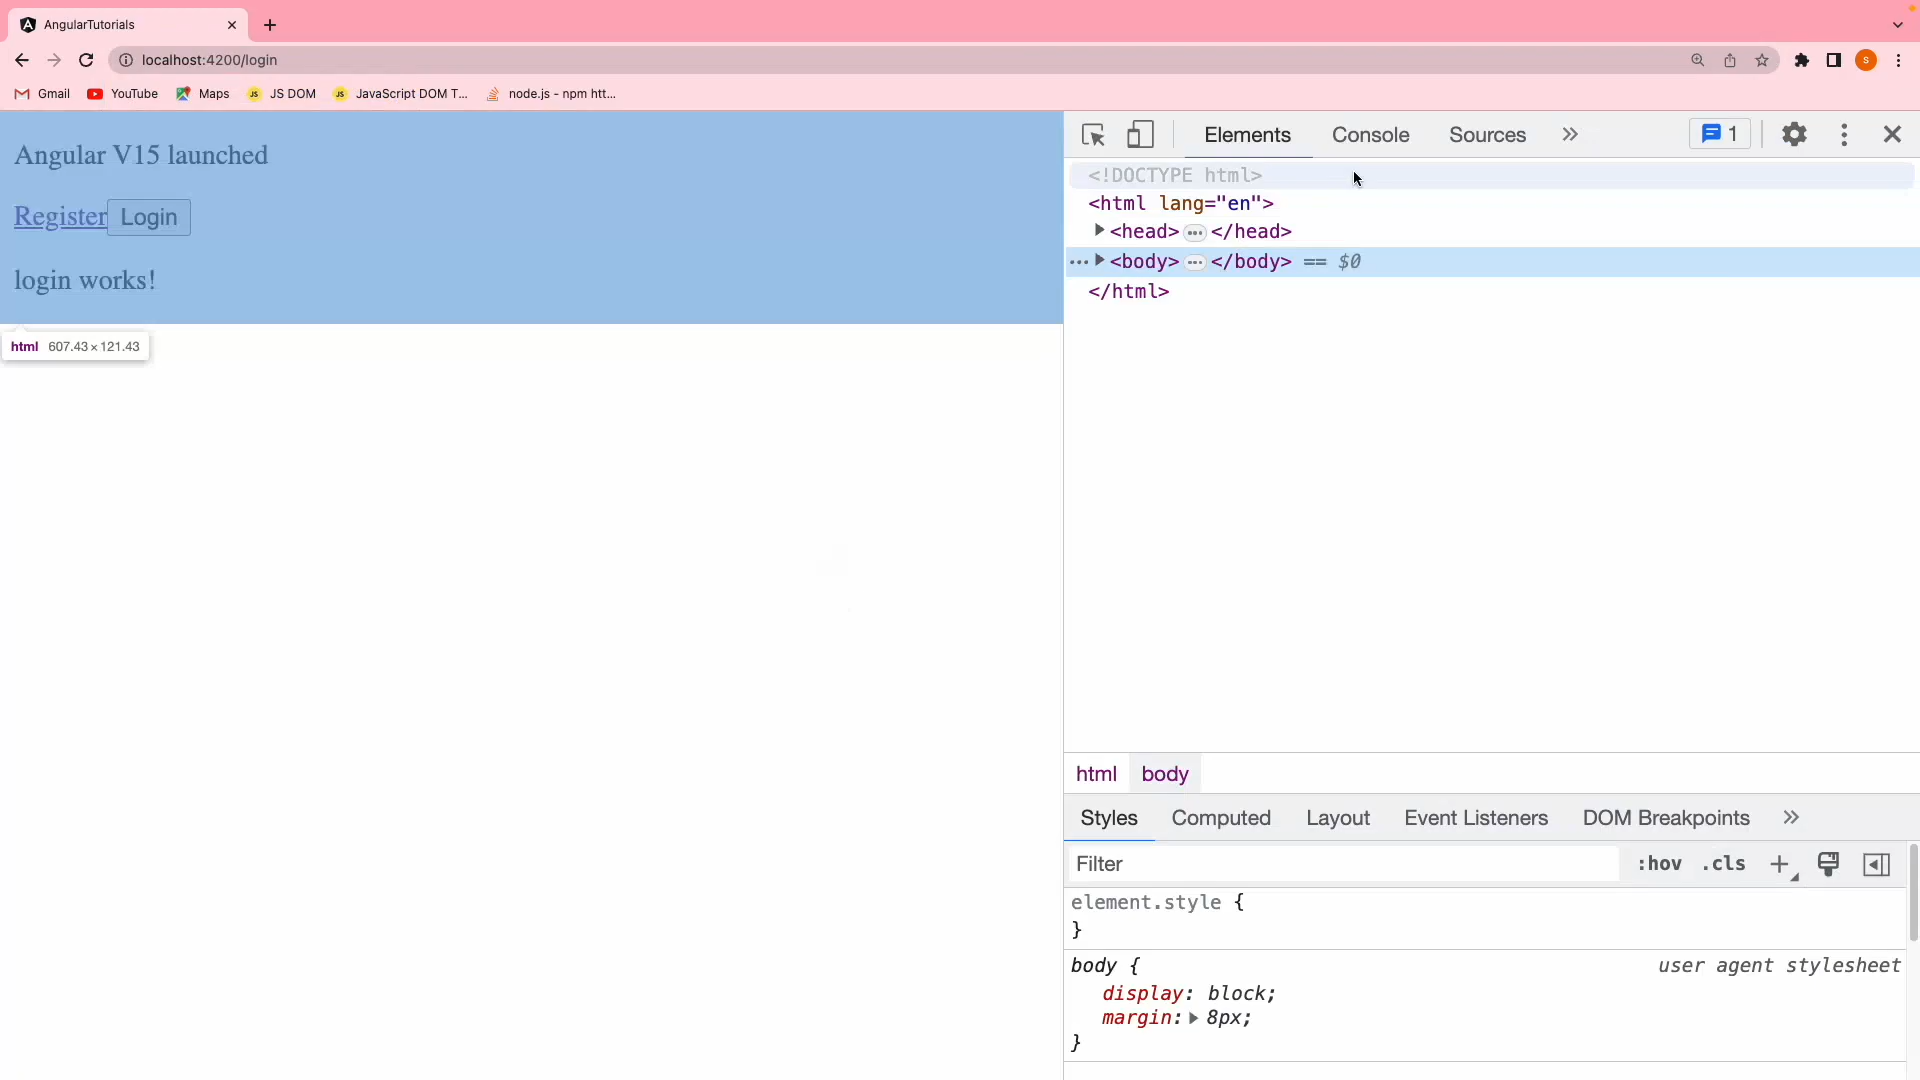 AngularTutorials
localhost:4200/login
S
Gmail YouTube Maps JS JS DOM JS JavaScript DOM T... node.js - npm htt...
Angular V15 launched
Register Login
login works!
html 607.43 × 121.43
Elements Console Sources 1
<!DOCTYPE html>
<html lang="en">
<head> ... </head>
... <body> ... </body> == $0
</html>
html body
Styles Computed Layout Event Listeners DOM Breakpoints
Filter :hov .cls
element.style {
}
body { user agent stylesheet
display: block;
margin: 8px;
}